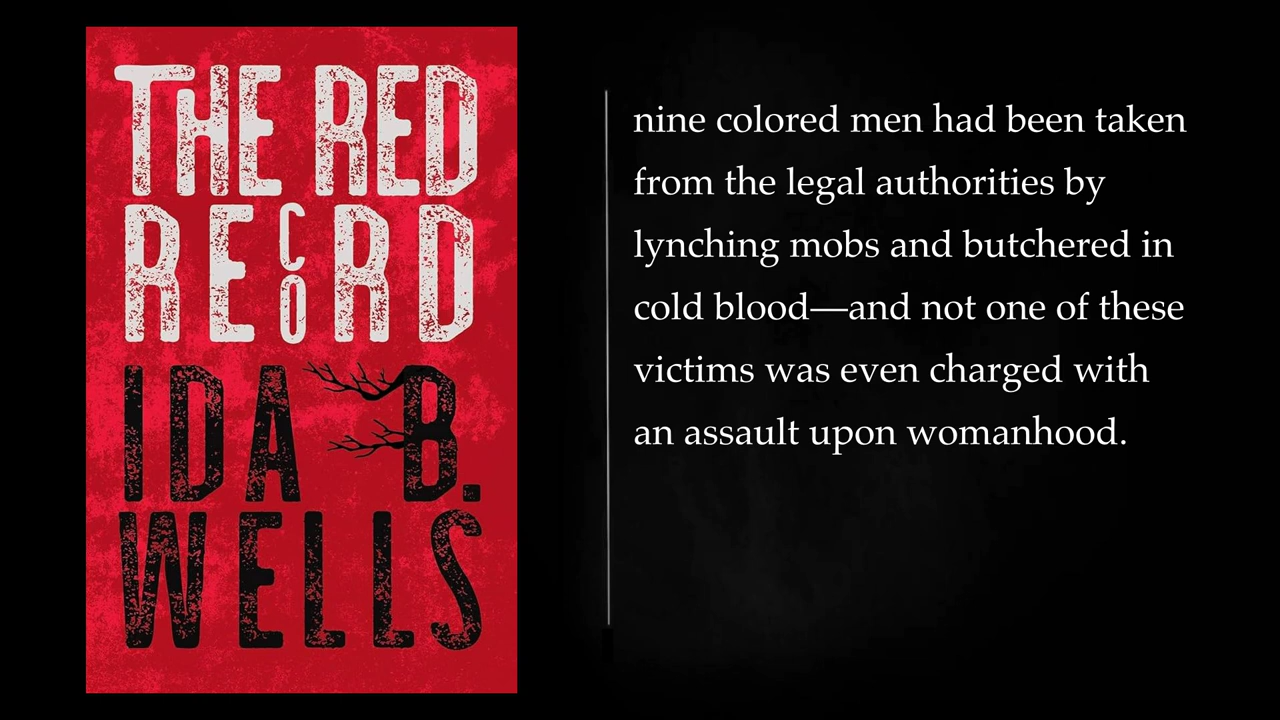 THE RED
RECORD
IDA B.
WELLS
nine colored men had been taken
from the legal authorities by
lynching mobs and butchered in
cold blood—and not one of these
victims was even charged with
an assault upon womanhood.